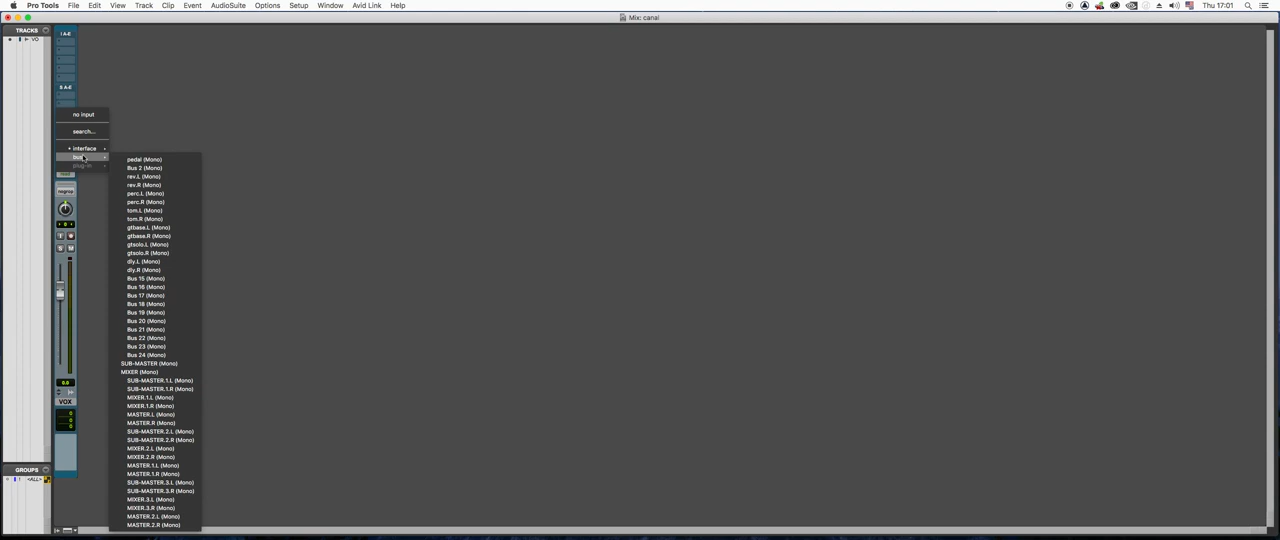 Pro Tools File Edit View Track Clip Event AudioSuite Options Setup Window Avid Link Help Thu 17:01
Mix: canal
TRACKS
VO
I A-E
S A-E
no input
search...
+ interface
bus
plug-in
read
nogroup
0
I
S M
0.0
VOX
0
0
0
pedal (Mono)
Bus 2 (Mono)
rev.L (Mono)
rev.R (Mono)
perc.L (Mono)
perc.R (Mono)
tom.L (Mono)
tom.R (Mono)
gtbase.L (Mono)
gtbase.R (Mono)
gtsolo.L (Mono)
gtsolo.R (Mono)
dly.L (Mono)
dly.R (Mono)
Bus 15 (Mono)
Bus 16 (Mono)
Bus 17 (Mono)
Bus 18 (Mono)
Bus 19 (Mono)
Bus 20 (Mono)
Bus 21 (Mono)
Bus 22 (Mono)
Bus 23 (Mono)
Bus 24 (Mono)
SUB-MASTER (Mono)
MIXER (Mono)
SUB-MASTER.1.L (Mono)
SUB-MASTER.1.R (Mono)
MIXER.1.L (Mono)
MIXER.1.R (Mono)
MASTER.L (Mono)
MASTER.R (Mono)
SUB-MASTER.2.L (Mono)
SUB-MASTER.2.R (Mono)
MIXER.2.L (Mono)
MIXER.2.R (Mono)
MASTER.1.L (Mono)
MASTER.1.R (Mono)
SUB-MASTER.3.L (Mono)
SUB-MASTER.3.R (Mono)
MIXER.3.L (Mono)
MIXER.3.R (Mono)
MASTER.2.L (Mono)
MASTER.2.R (Mono)
GROUPS
! <ALL>